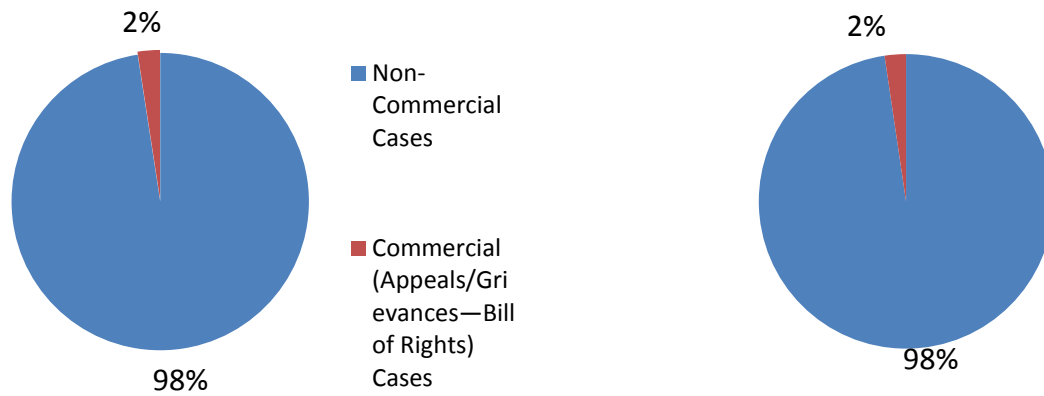 2%
Non-
Commercial
Cases
Commercial
(Appeals/Gri
evances—Bill
of Rights)
Cases
98%
2%
98%